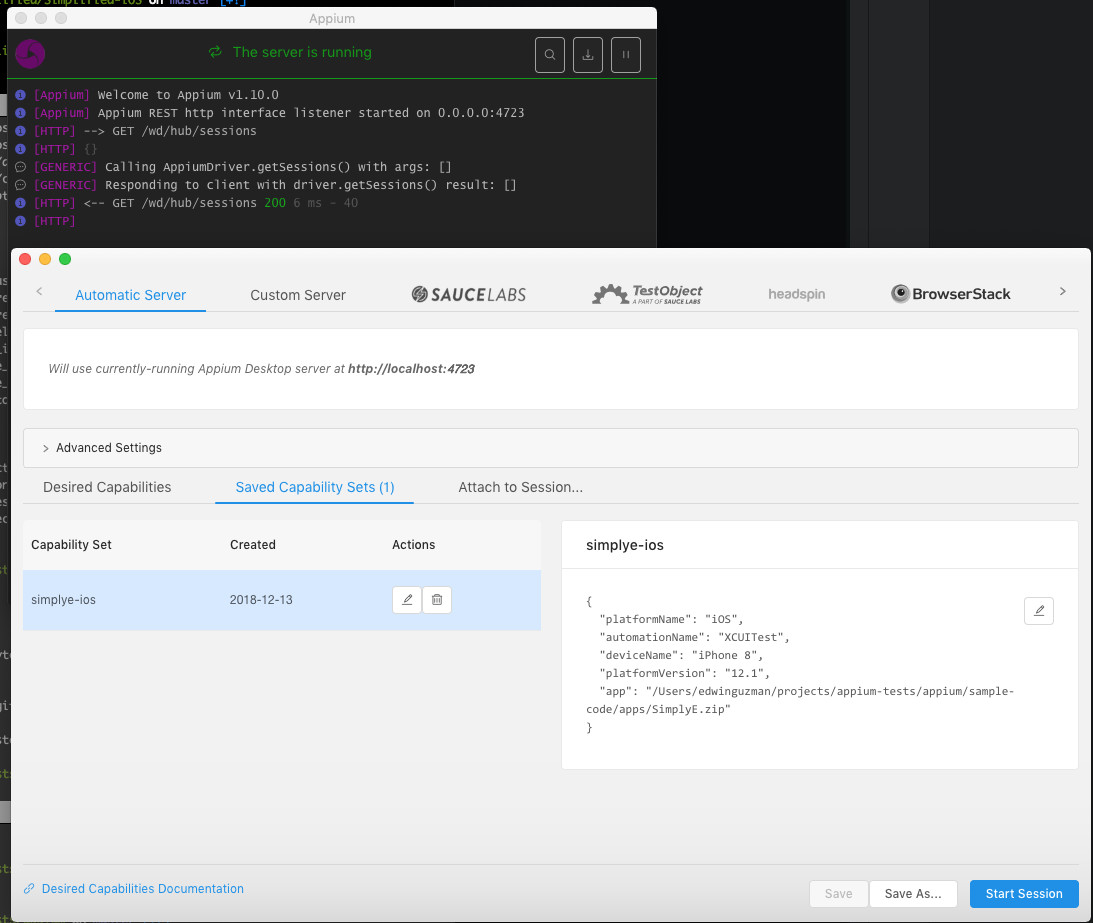 Appium
The server is running
[Appium] Welcome to Appium v1.10.0
[Appium] Appium REST http interface listener started on 0.0.0.0:4723
[HTTP] --> GET /wd/hub/sessions
[HTTP] {}
[GENERIC] Calling AppiumDriver.getSessions() with args: []
[GENERIC] Responding to client with driver.getSessions() result: []
[HTTP] <-- GET /wd/hub/sessions 200 6 ms - 40
[HTTP]
Automatic Server Custom Server SAUCELABS TestObject headspin BrowserStack
A PART OF SAUCE LABS
Will use currently-running Appium Desktop server at http://localhost:4723
Advanced Settings
Desired Capabilities Saved Capability Sets (1) Attach to Session...
Capability Set Created Actions
simplye-ios 2018-12-13
simplye-ios
{
"platformName": "iOS",
"automationName": "XCUITest",
"deviceName": "iPhone 8",
"platformVersion": "12.1",
"app": "/Users/edwinguzman/projects/appium-tests/appium/sample-
code/apps/SimplyE.zip"
}
Desired Capabilities Documentation
Save Save As... Start Session